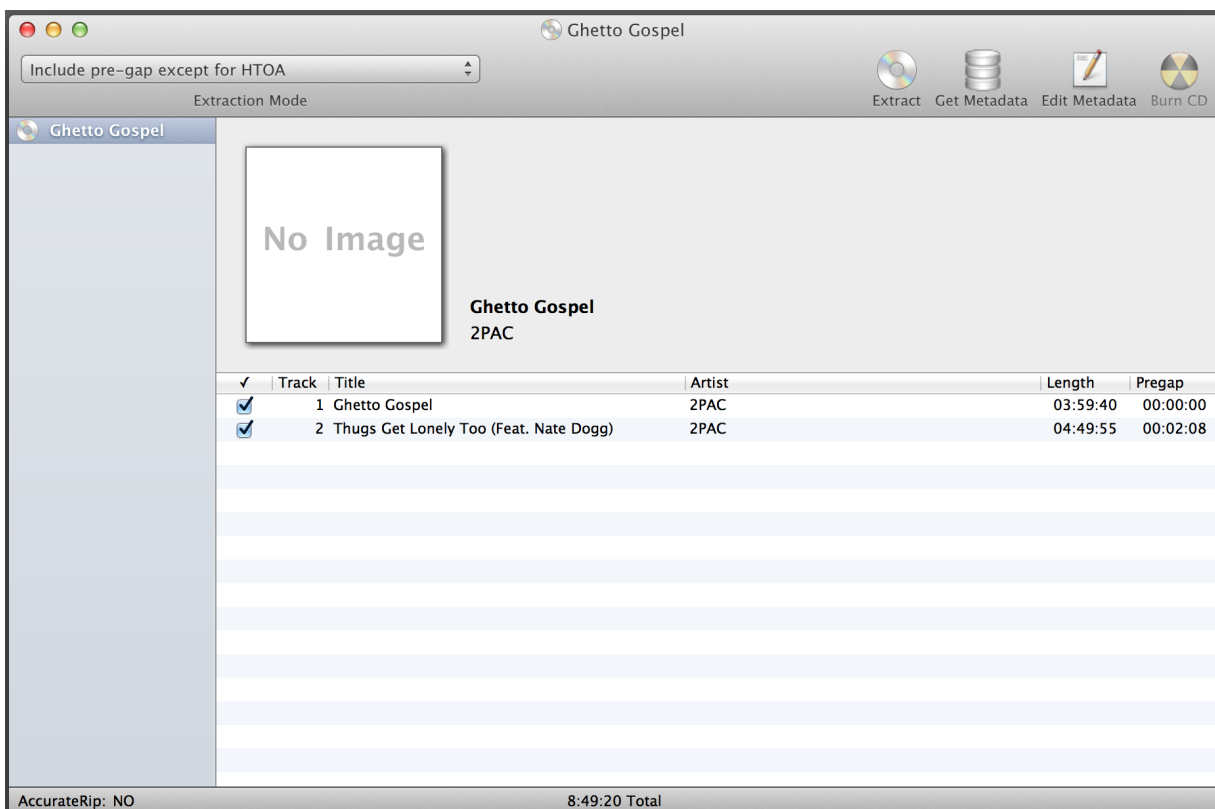 Ghetto Gospel
Include pre-gap except for HTOA
Extraction Mode
Extract Get Metadata Edit Metadata Burn CD
Ghetto Gospel
No Image
Ghetto Gospel
2PAC
✓ Track Title Artist Length Pregap
1 Ghetto Gospel 2PAC 03:59:40 00:00:00
2 Thugs Get Lonely Too (Feat. Nate Dogg) 2PAC 04:49:55 00:02:08
AccurateRip: NO 8:49:20 Total